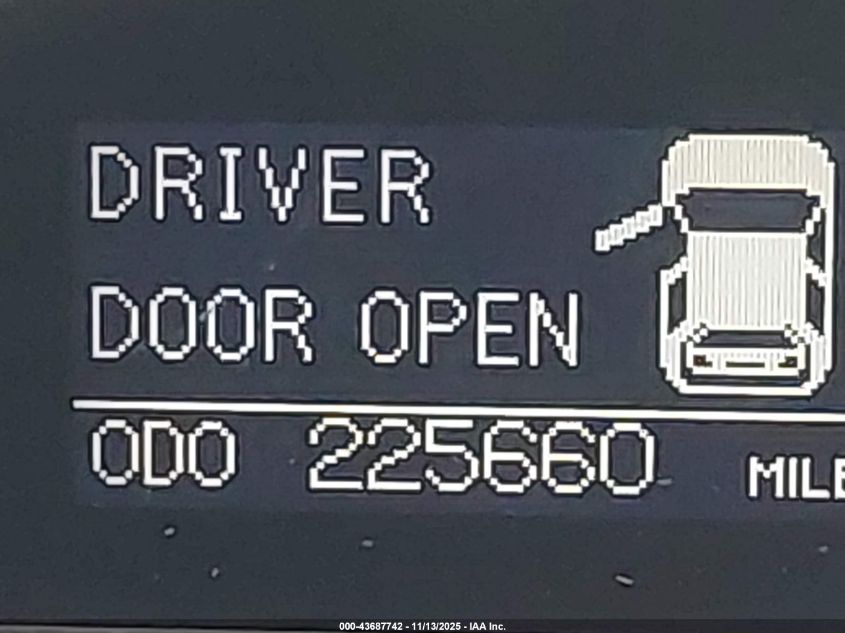 DRIVER
DOOR OPEN
ODO 225660 MILE
000-43687742 - 11/13/2025 - IAA Inc.